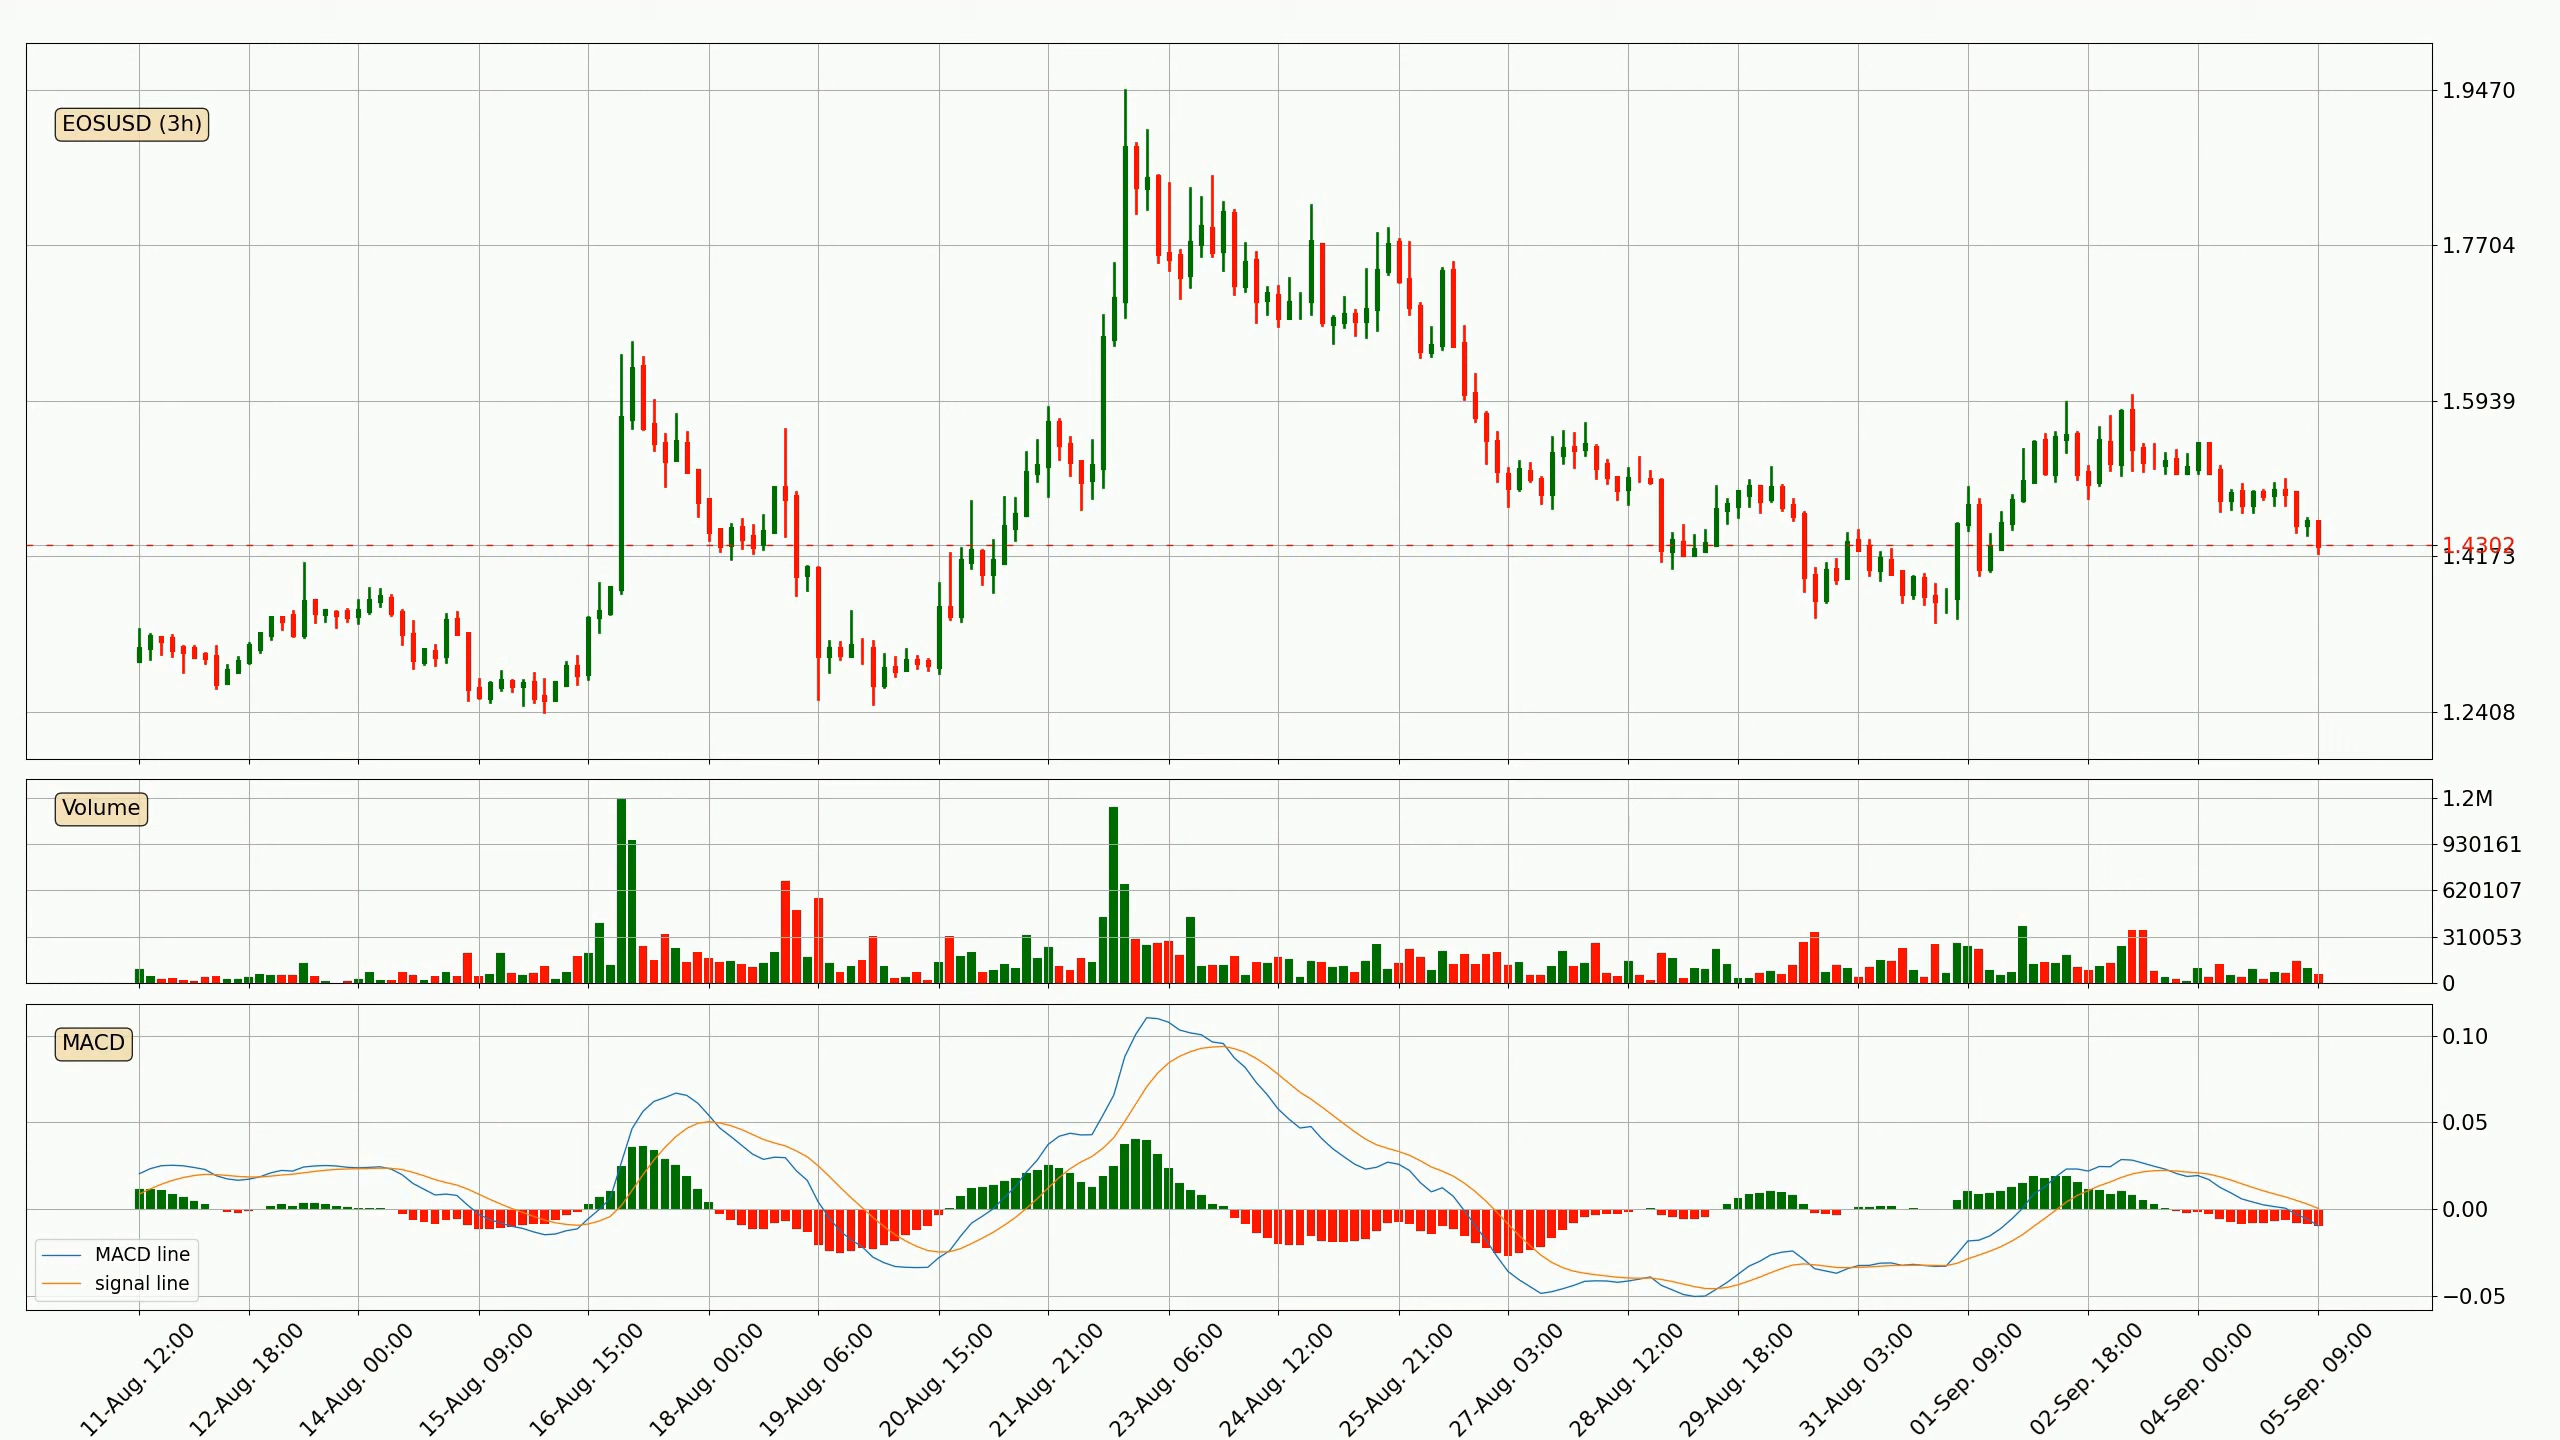 EOSUSD (3h)
1.9470
1.7704
1.5939
1.4302
1.4173
1.2408
Volume
1.2M
930161
620107
310053
0
MACD
0.10
0.05
0.00
−0.05
MACD line
signal line
11-Aug. 12:00
12-Aug. 18:00
14-Aug. 00:00
15-Aug. 09:00
16-Aug. 15:00
18-Aug. 00:00
19-Aug. 06:00
20-Aug. 15:00
21-Aug. 21:00
23-Aug. 06:00
24-Aug. 12:00
25-Aug. 21:00
27-Aug. 03:00
28-Aug. 12:00
29-Aug. 18:00
31-Aug. 03:00
01-Sep. 09:00
02-Sep. 18:00
04-Sep. 00:00
05-Sep. 09:00